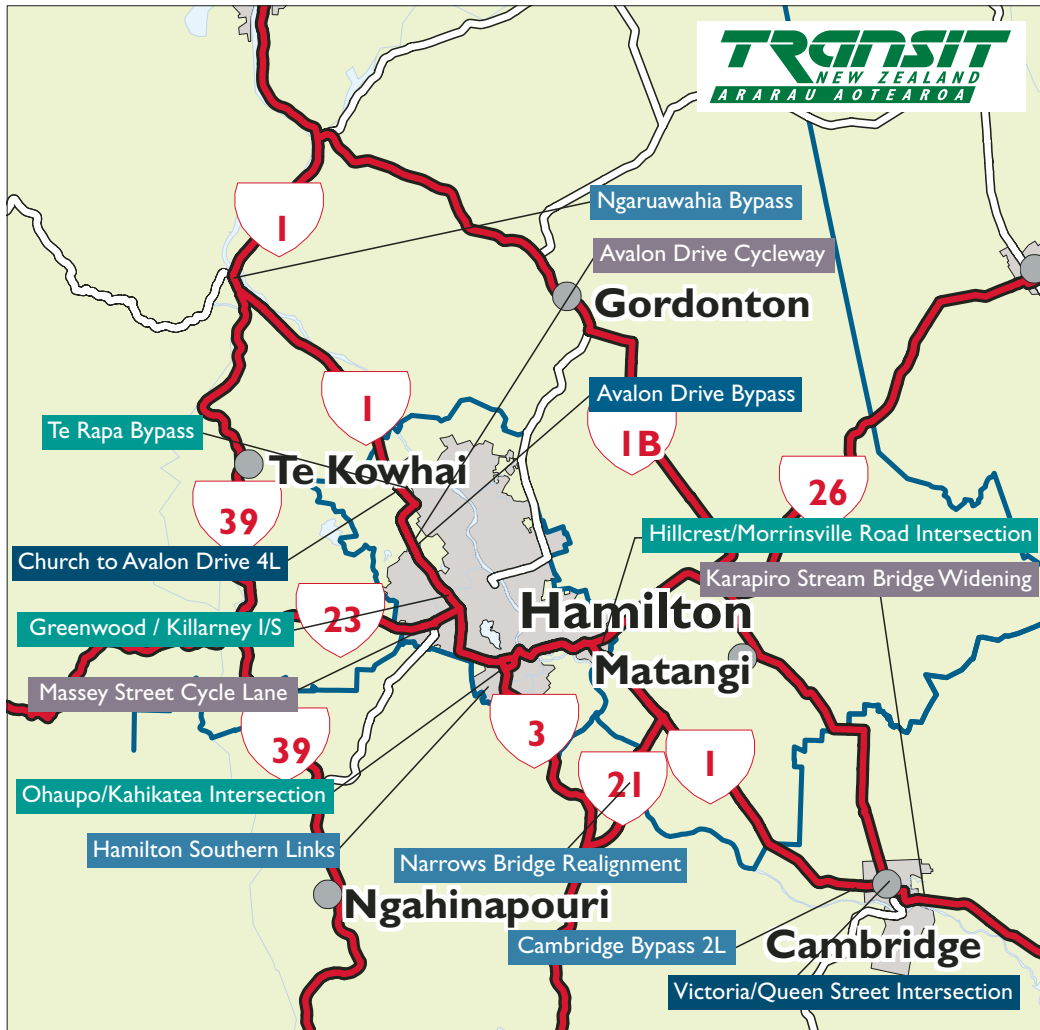 TRANSIT
NEW ZEALAND
ARARAU AOTEAROA
Ngaruawahia Bypass
1
Avalon Drive Cycleway
Gordonton
1
Avalon Drive Bypass
Te Rapa Bypass
1B
Te Kowhai
26
39
Hillcrest/Morrinsville Road Intersection
Church to Avalon Drive 4L
Karapiro Stream Bridge Widening
Hamilton
23
Greenwood / Killarney I/S
Matangi
Massey Street Cycle Lane
3
39
1
21
Ohaupo/Kahikatea Intersection
Hamilton Southern Links
Narrows Bridge Realignment
Ngahinapouri
Cambridge Bypass 2L
Cambridge
Victoria/Queen Street Intersection